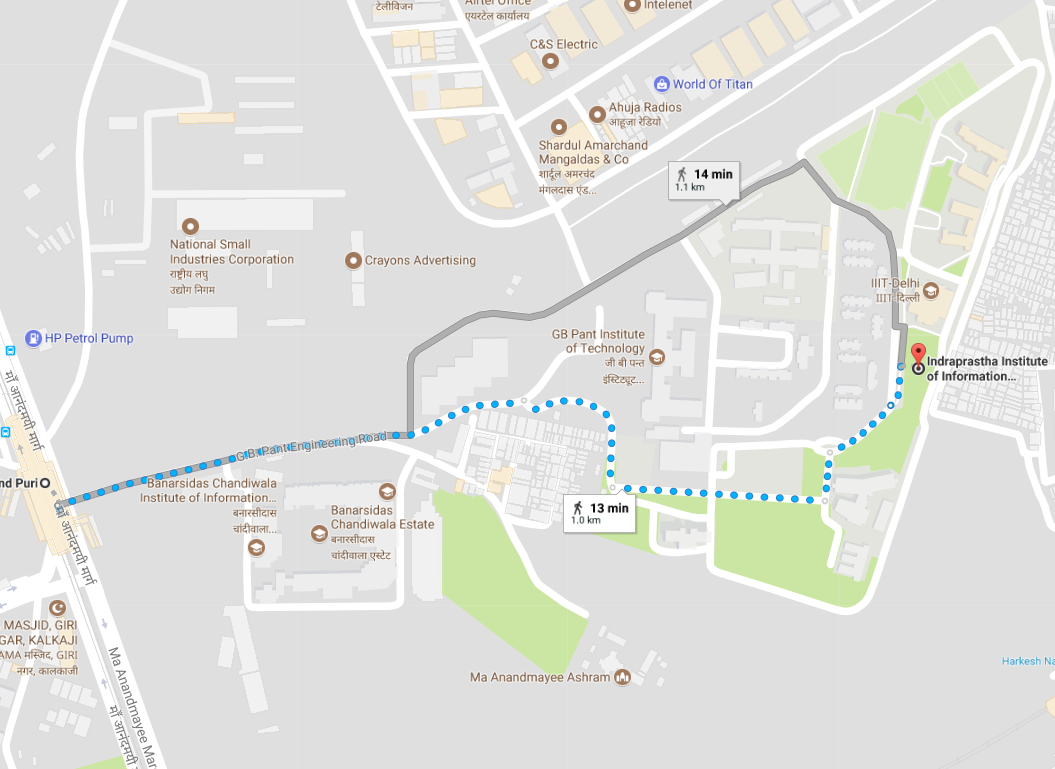 टेलीविजन
Airtel Office
एयरटेल कार्यालय
Intelenet
C&S Electric
World Of Titan
Ahuja Radios
आहूजा रेडियो
Shardul Amarchand
Mangaldas & Co
शार्दूल अमरचंद
मंगलदास एंड...
14 min
1.1 km
National Small
Industries Corporation
राष्ट्रीय लघु
उद्योग निगम
Crayons Advertising
IIIT-Delhi
IIIT-दिल्ली
HP Petrol Pump
GB Pant Institute
of Technology
जी बी पन्त
इंस्टिट्यूट...
Indraprastha Institute
of Information...
माँ आनंदमयी मार्ग
G.B. Pant Engineering Road
nd Puri
Banarsidas Chandiwala
Institute of Information...
बनारसीदास
चांदीवाला...
Banarsidas
Chandiwala Estate
बनारसीदास
चांदीवाला एस्टेट
13 min
1.0 km
माँ आनंदमयी मार्ग
MASJID, GIRI
GAR, KALKAJI
AMA मस्जिद, GIRI
नगर, कालकाजी
Ma Anandmayee Mar
माँ आनंदमयी म
Ma Anandmayee Ashram
Harkesh Na